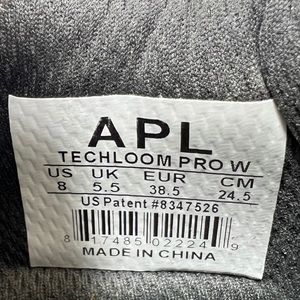 APL
TECHLOOM PRO W
US UK EUR CM
8 5.5 38.5 24.5
US Patent #8347526
8 17485 02224 9
MADE IN CHINA